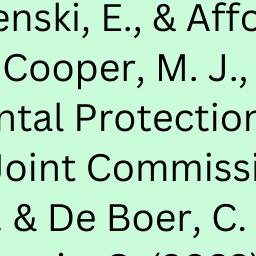 enski, E., & Affo
Cooper, M. J.,
ntal Protection
Joint Commissi
. & De Boer, C.